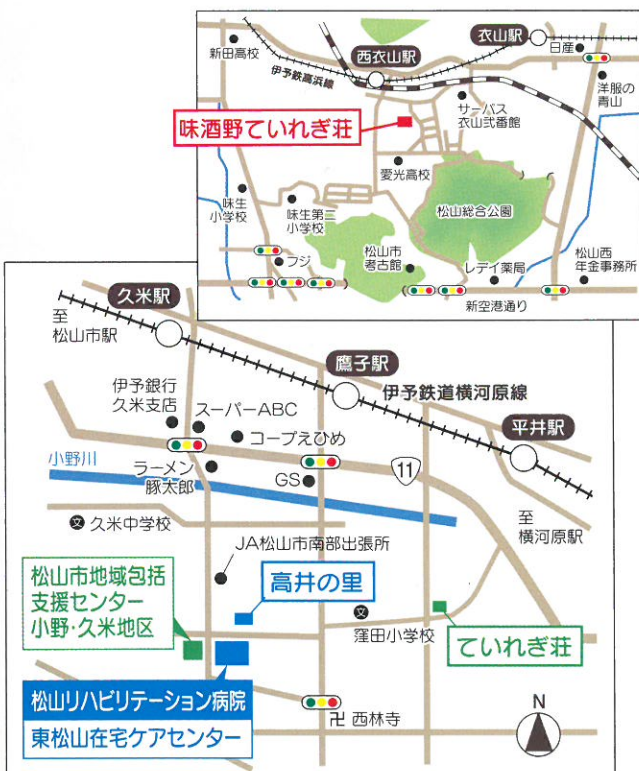 衣山駅
日産
新田高校
西衣山駅
伊予鉄高浜線
洋服の
青山
サーパス
衣山弐番館
味酒野ていれぎ荘
愛光高校
味生
小学校
味生第二
小学校
松山総合公園
フジ
松山市
考古館
レデイ薬局
松山西
年金事務所
新空港通り
久米駅
至
松山市駅
鷹子駅
伊予鉄道横河原線
伊予銀行
久米支店
スーパーABC
コープえひめ
平井駅
小野川
ラーメン
豚太郎
GS
11
至
横河原駅
文 久米中学校
JA松山市南部出張所
松山市地域包括
支援センター
小野・久米地区
高井の里
文
窪田小学校
ていれぎ荘
松山リハビリテーション病院
東松山在宅ケアセンター
卍 西林寺
N